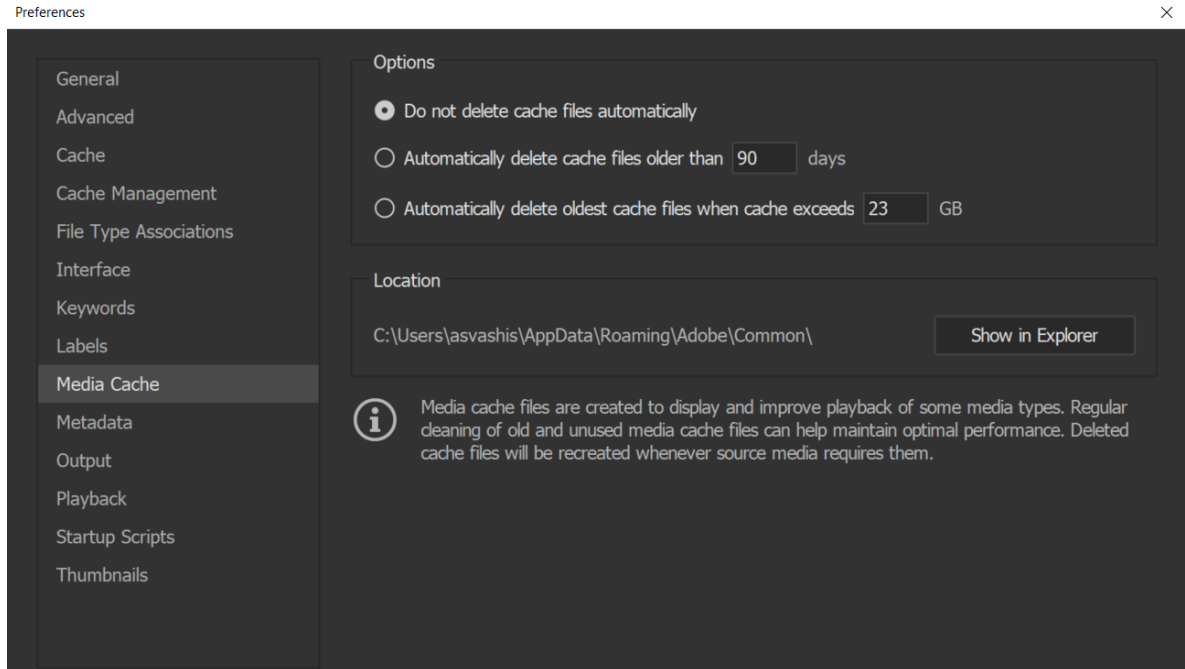 Preferences
General
Advanced
Cache
Cache Management
File Type Associations
Interface
Keywords
Labels
Media Cache
Metadata
Output
Playback
Startup Scripts
Thumbnails
Options
Do not delete cache files automatically
Automatically delete cache files older than 90 days
Automatically delete oldest cache files when cache exceeds 23 GB
Location
C:\Users\asvashis\AppData\Roaming\Adobe\Common\ Show in Explorer
Media cache files are created to display and improve playback of some media types. Regular
cleaning of old and unused media cache files can help maintain optimal performance. Deleted
cache files will be recreated whenever source media requires them.